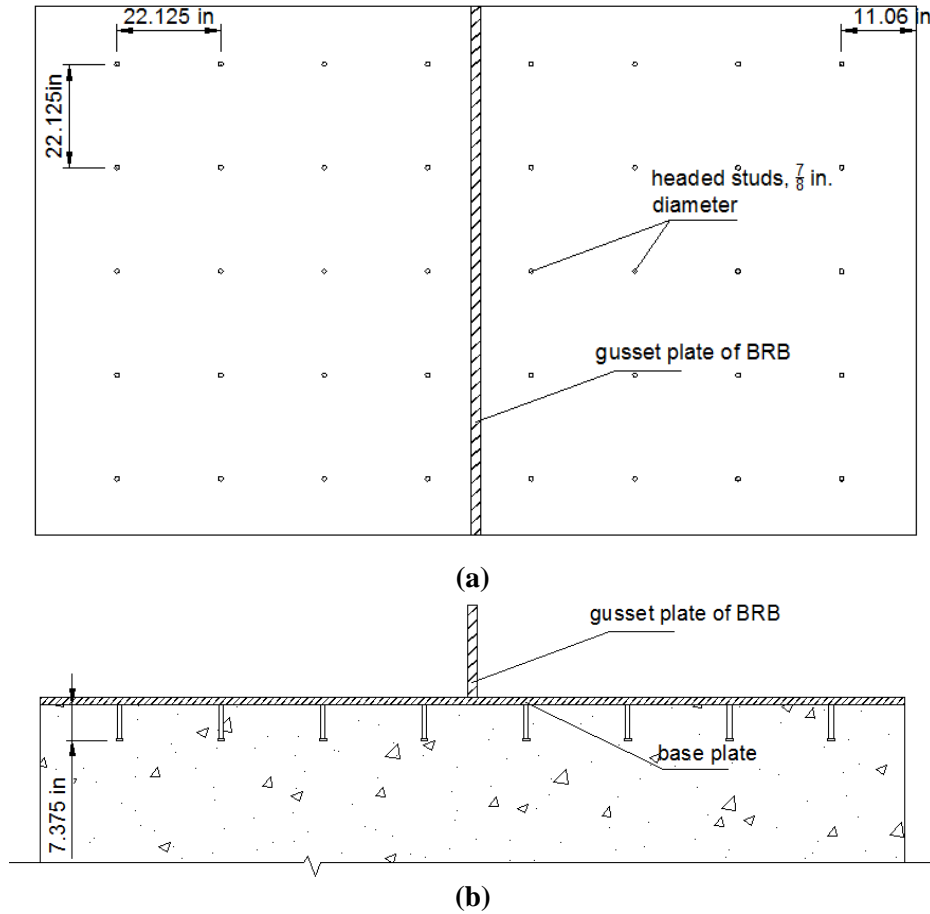 22.125 in
11.06 in
22.125in
headed studs, 7/8 in.
diameter
gusset plate of BRB
(a)
gusset plate of BRB
base plate
7.375 in
(b)